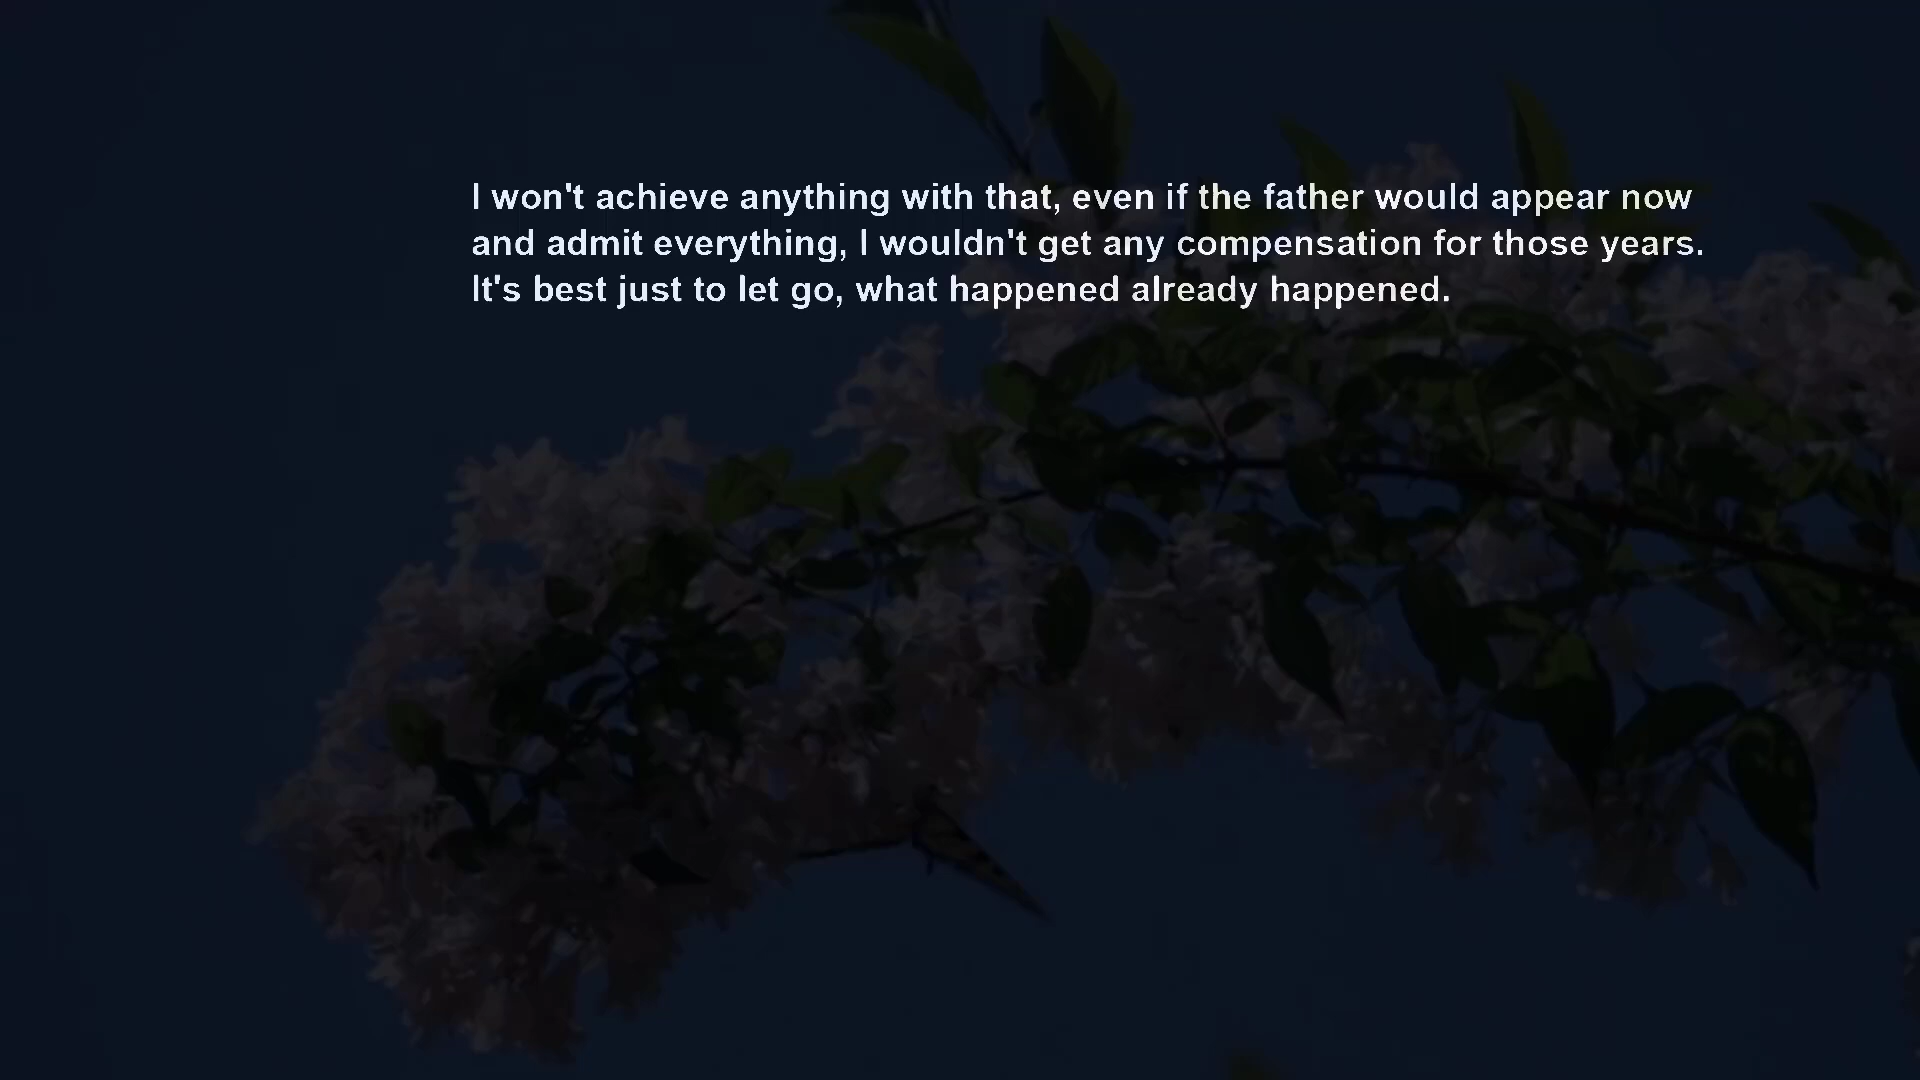 I won't achieve anything with that, even if the father would appear now
and admit everything, I wouldn't get any compensation for those years.
It's best just to let go, what happened already happened.